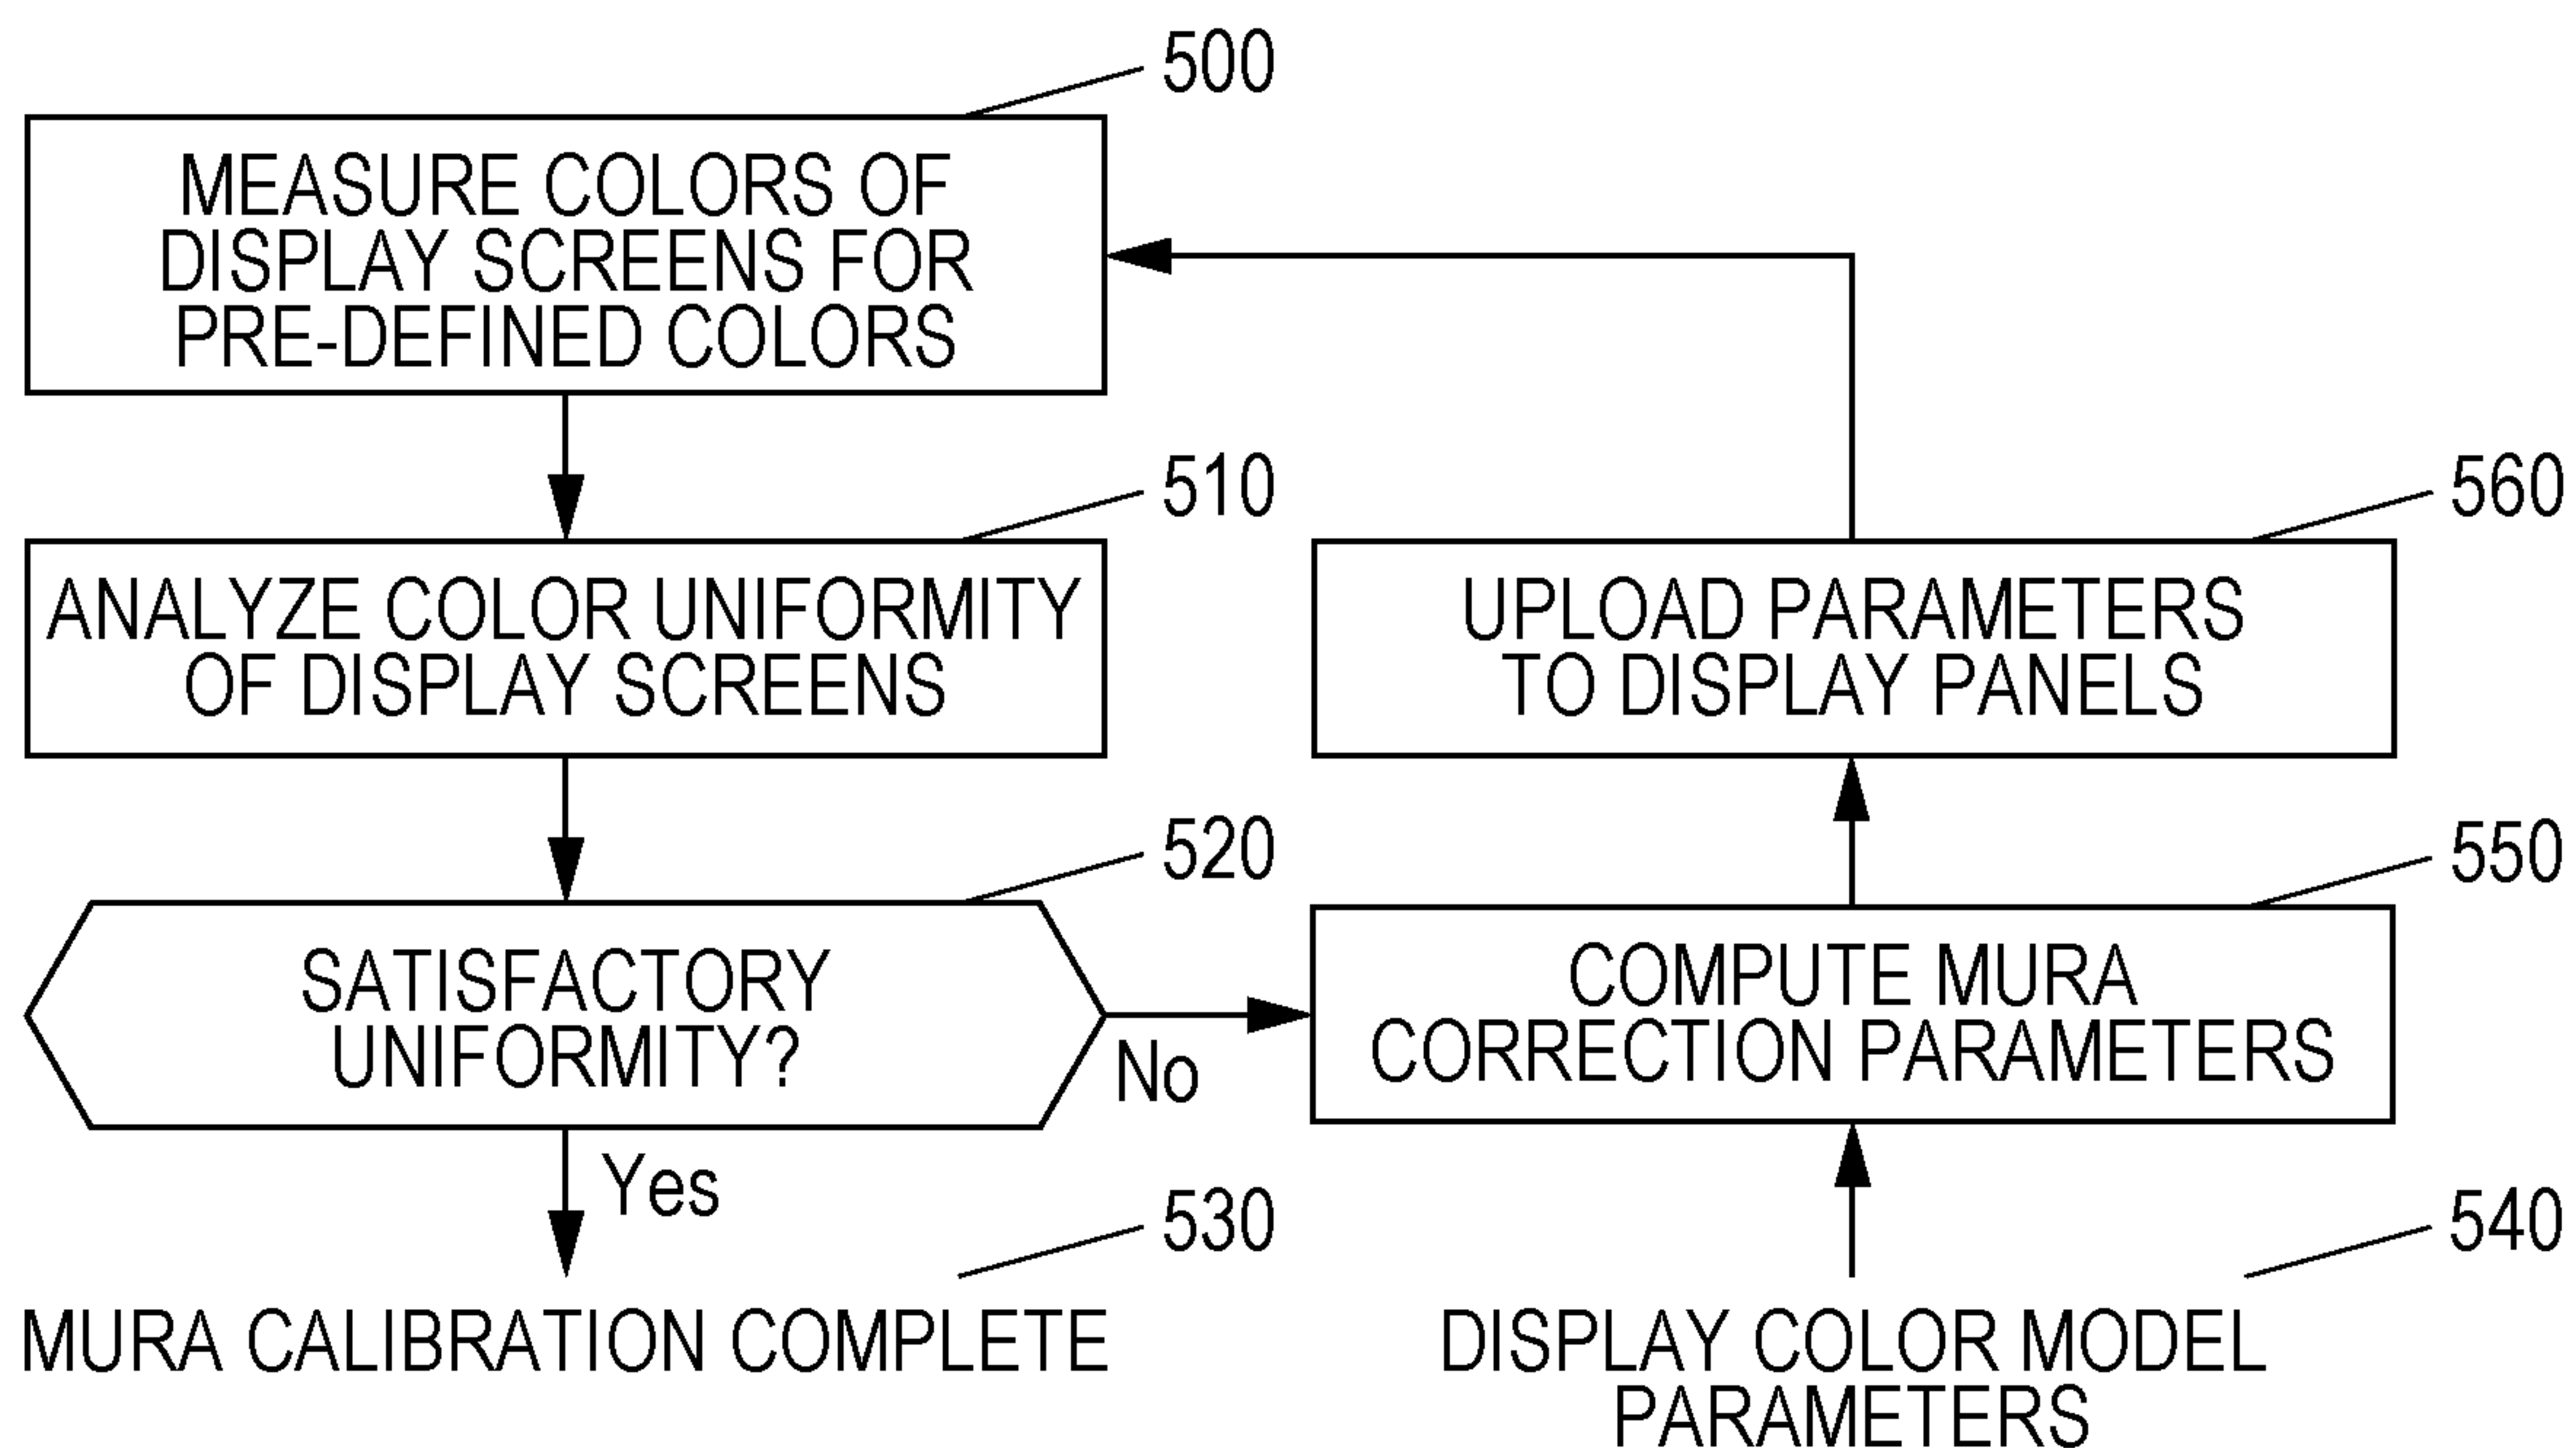 500
MEASURE COLORS OF
DISPLAY SCREENS FOR
PRE-DEFINED COLORS
510
ANALYZE COLOR UNIFORMITY
OF DISPLAY SCREENS
520
SATISFACTORY
UNIFORMITY?
No
Yes
530
MURA CALIBRATION COMPLETE
560
UPLOAD PARAMETERS
TO DISPLAY PANELS
550
COMPUTE MURA
CORRECTION PARAMETERS
540
DISPLAY COLOR MODEL
PARAMETERS